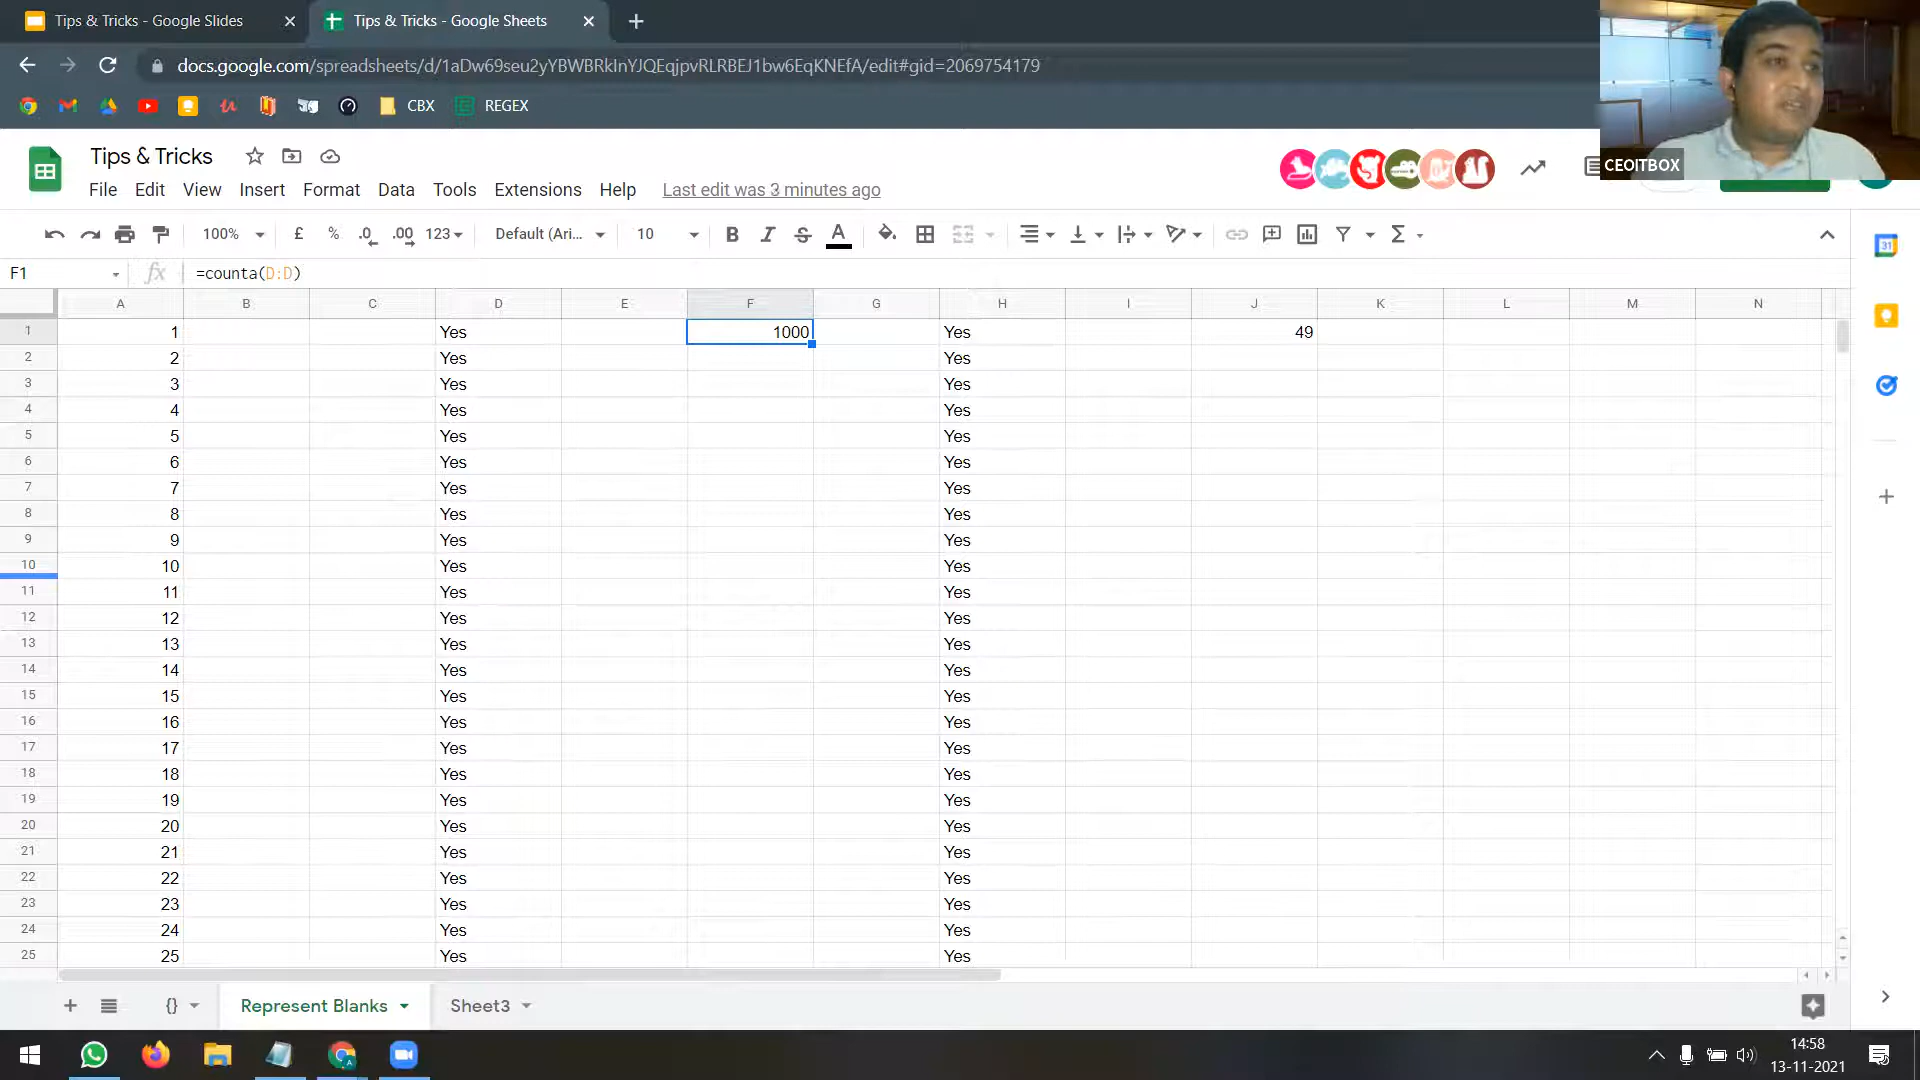 Tips & Tricks - Google Slides
Tips & Tricks - Google Sheets
docs.google.com/spreadsheets/d/1aDw69seu2yYBWBRkInYJQEqjpvRLRBEJ1bw6EqKNEfA/edit#gid=2069754179
CBX REGEX
Tips & Tricks
CEOITBOX
File Edit View Insert Format Data Tools Extensions Help Last edit was 3 minutes ago
100% £ % .0 .00 123 Default (Ari... 10 B I S A Σ
F1 fx =counta(D:D)
A B C D E F G H I J K L M N
1 1 Yes 1000 Yes 49
2 2 Yes Yes
3 3 Yes Yes
4 4 Yes Yes
5 5 Yes Yes
6 6 Yes Yes
7 7 Yes Yes
8 8 Yes Yes
9 9 Yes Yes
10 10 Yes Yes
11 11 Yes Yes
12 12 Yes Yes
13 13 Yes Yes
14 14 Yes Yes
15 15 Yes Yes
16 16 Yes Yes
17 17 Yes Yes
18 18 Yes Yes
19 19 Yes Yes
20 20 Yes Yes
21 21 Yes Yes
22 22 Yes Yes
23 23 Yes Yes
24 24 Yes Yes
25 25 Yes Yes
{} Represent Blanks Sheet3
14:58
13-11-2021
31